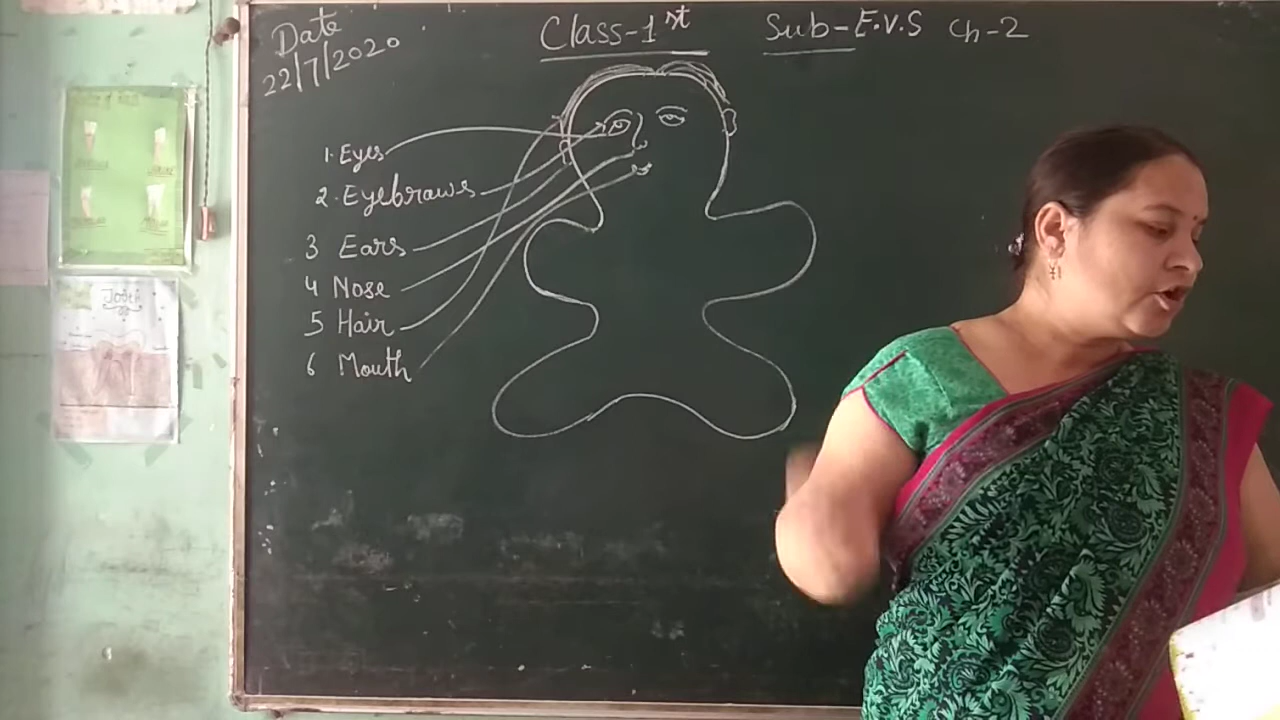 Date
22/7/2020
Class-1st
Sub-E.V.S Ch-2
1. Eyes
2. Eyebraws
3 Ears
4 Nose
5 Hair
6 Mouth